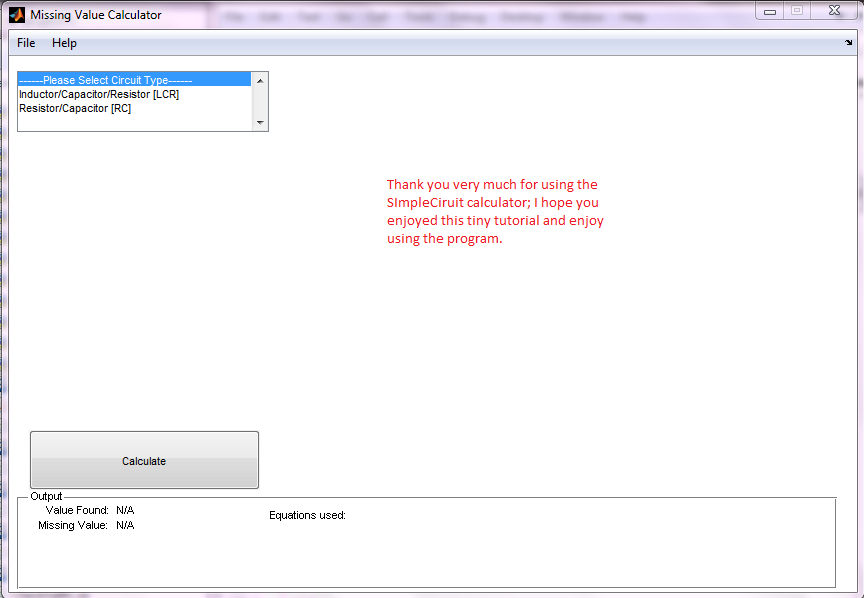 Missing Value Calculator
File Help
------Please Select Circuit Type------
Inductor/Capacitor/Resistor [LCR]
Resistor/Capacitor [RC]
Thank you very much for using the
SImpleCiruit calculator; I hope you
enjoyed this tiny tutorial and enjoy
using the program.
Calculate
Output
Value Found: N/A
Missing Value: N/A
Equations used: